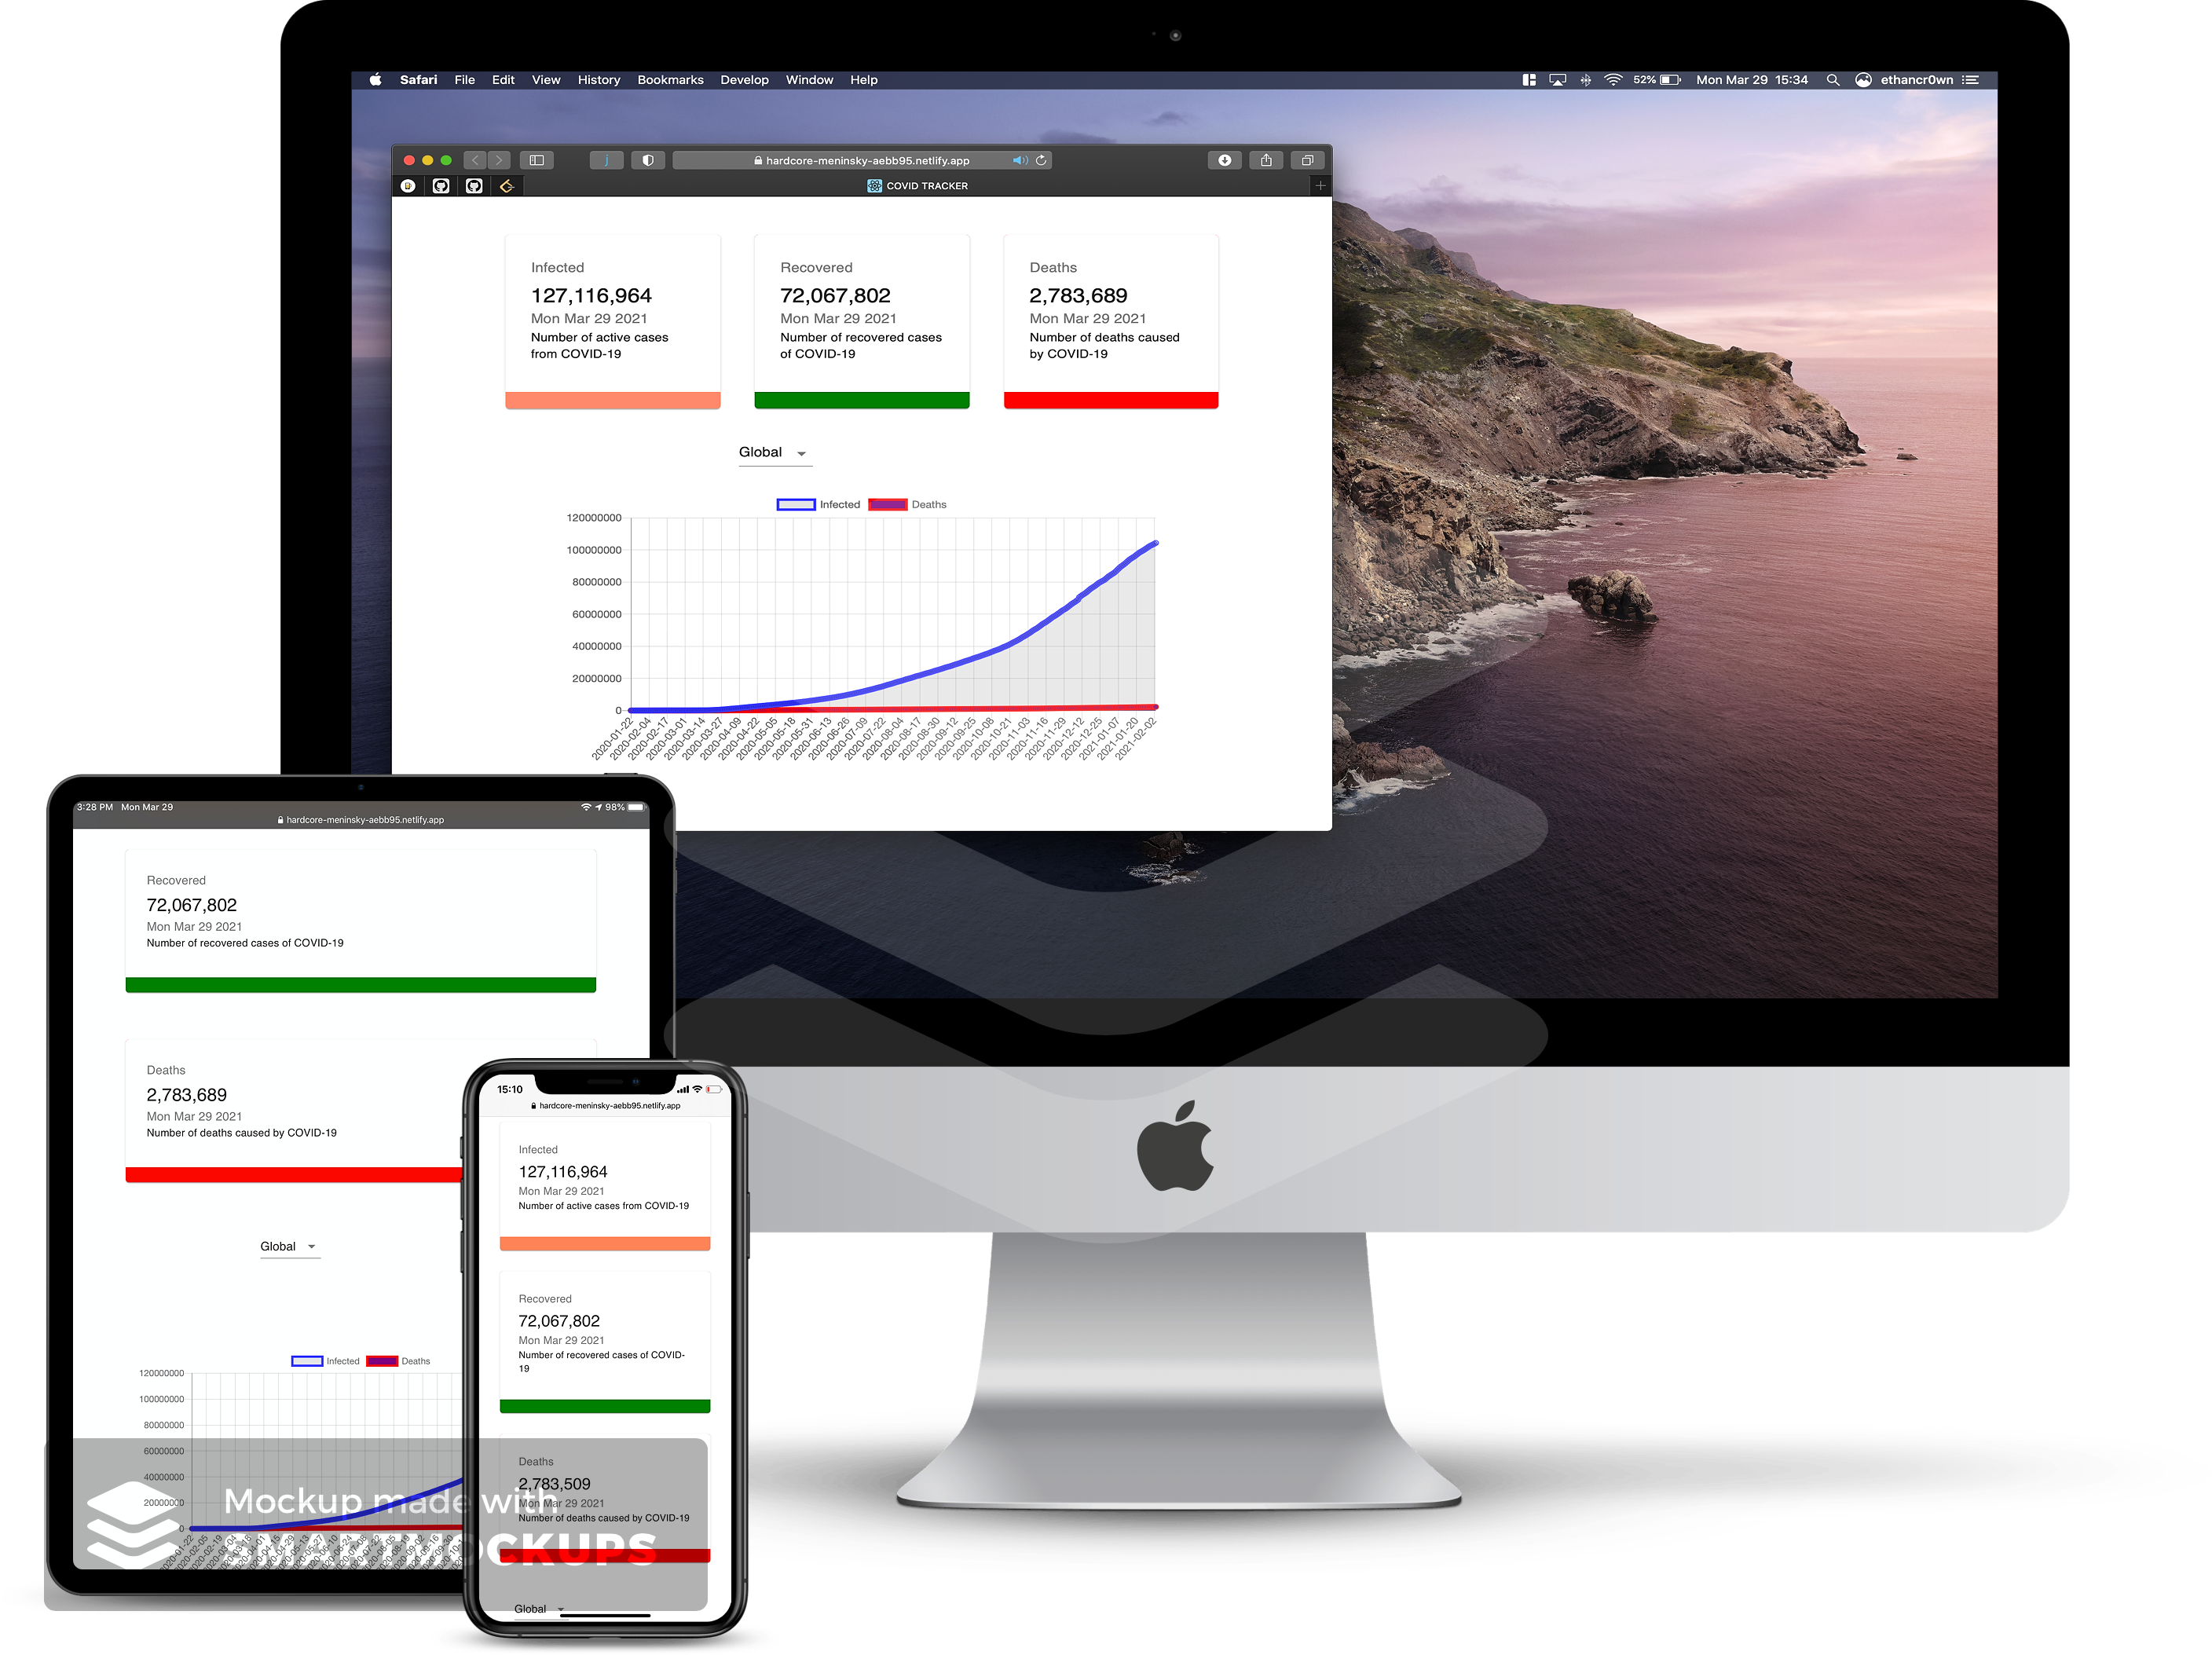 Safari File Edit View History Bookmarks Develop Window Help
52% Mon Mar 29 15:34 ethancr0wn
hardcore-meninsky-aebb95.netlify.app
COVID TRACKER
Infected
127,116,964
Mon Mar 29 2021
Number of active cases
from COVID-19
Recovered
72,067,802
Mon Mar 29 2021
Number of recovered cases
of COVID-19
Deaths
2,783,689
Mon Mar 29 2021
Number of deaths caused
by COVID-19
Global
Infected Deaths
120000000
100000000
80000000
60000000
40000000
20000000
0
2020-01-22
2020-02-04
2020-02-17
2020-03-01
2020-03-14
2020-03-27
2020-04-09
2020-04-22
2020-05-05
2020-05-18
2020-05-31
2020-06-13
2020-06-26
2020-07-09
2020-07-22
2020-08-04
2020-08-17
2020-08-30
2020-09-12
2020-09-25
2020-10-08
2020-10-21
2020-11-03
2020-11-16
2020-11-29
2020-12-12
2020-12-25
2021-01-07
2021-01-20
2021-02-02
3:28 PM Mon Mar 29
98%
hardcore-meninsky-aebb95.netlify.app
Recovered
72,067,802
Mon Mar 29 2021
Number of recovered cases of COVID-19
Deaths
2,783,689
Mon Mar 29 2021
Number of deaths caused by COVID-19
Global
Infected Deaths
120000000
100000000
80000000
60000000
40000000
20000000
0
15:10
hardcore-meninsky-aebb95.netlify.app
Infected
127,116,964
Mon Mar 29 2021
Number of active cases from COVID-19
Recovered
72,067,802
Mon Mar 29 2021
Number of recovered cases of COVID-
19
Deaths
2,783,509
Mon Mar 29 2021
Number of deaths caused by COVID-19
Global
Mockup made with